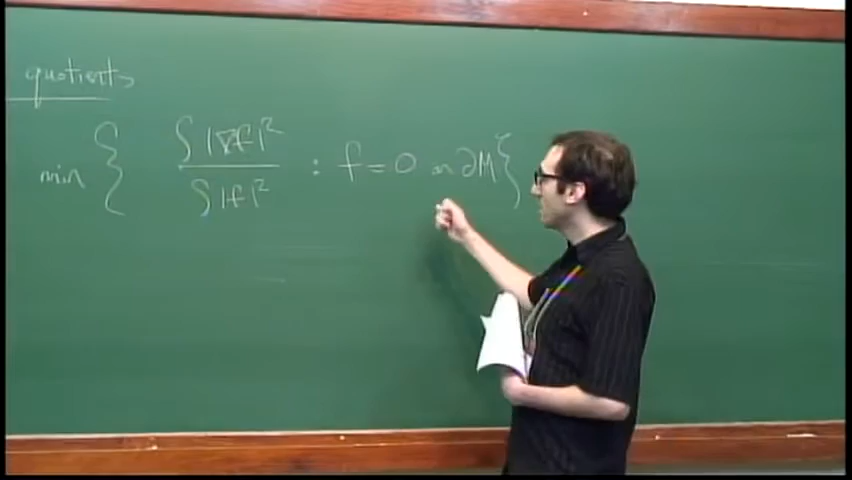 quotients
min { ∫|∇f|² / ∫|f|² : f = 0 on ∂M }